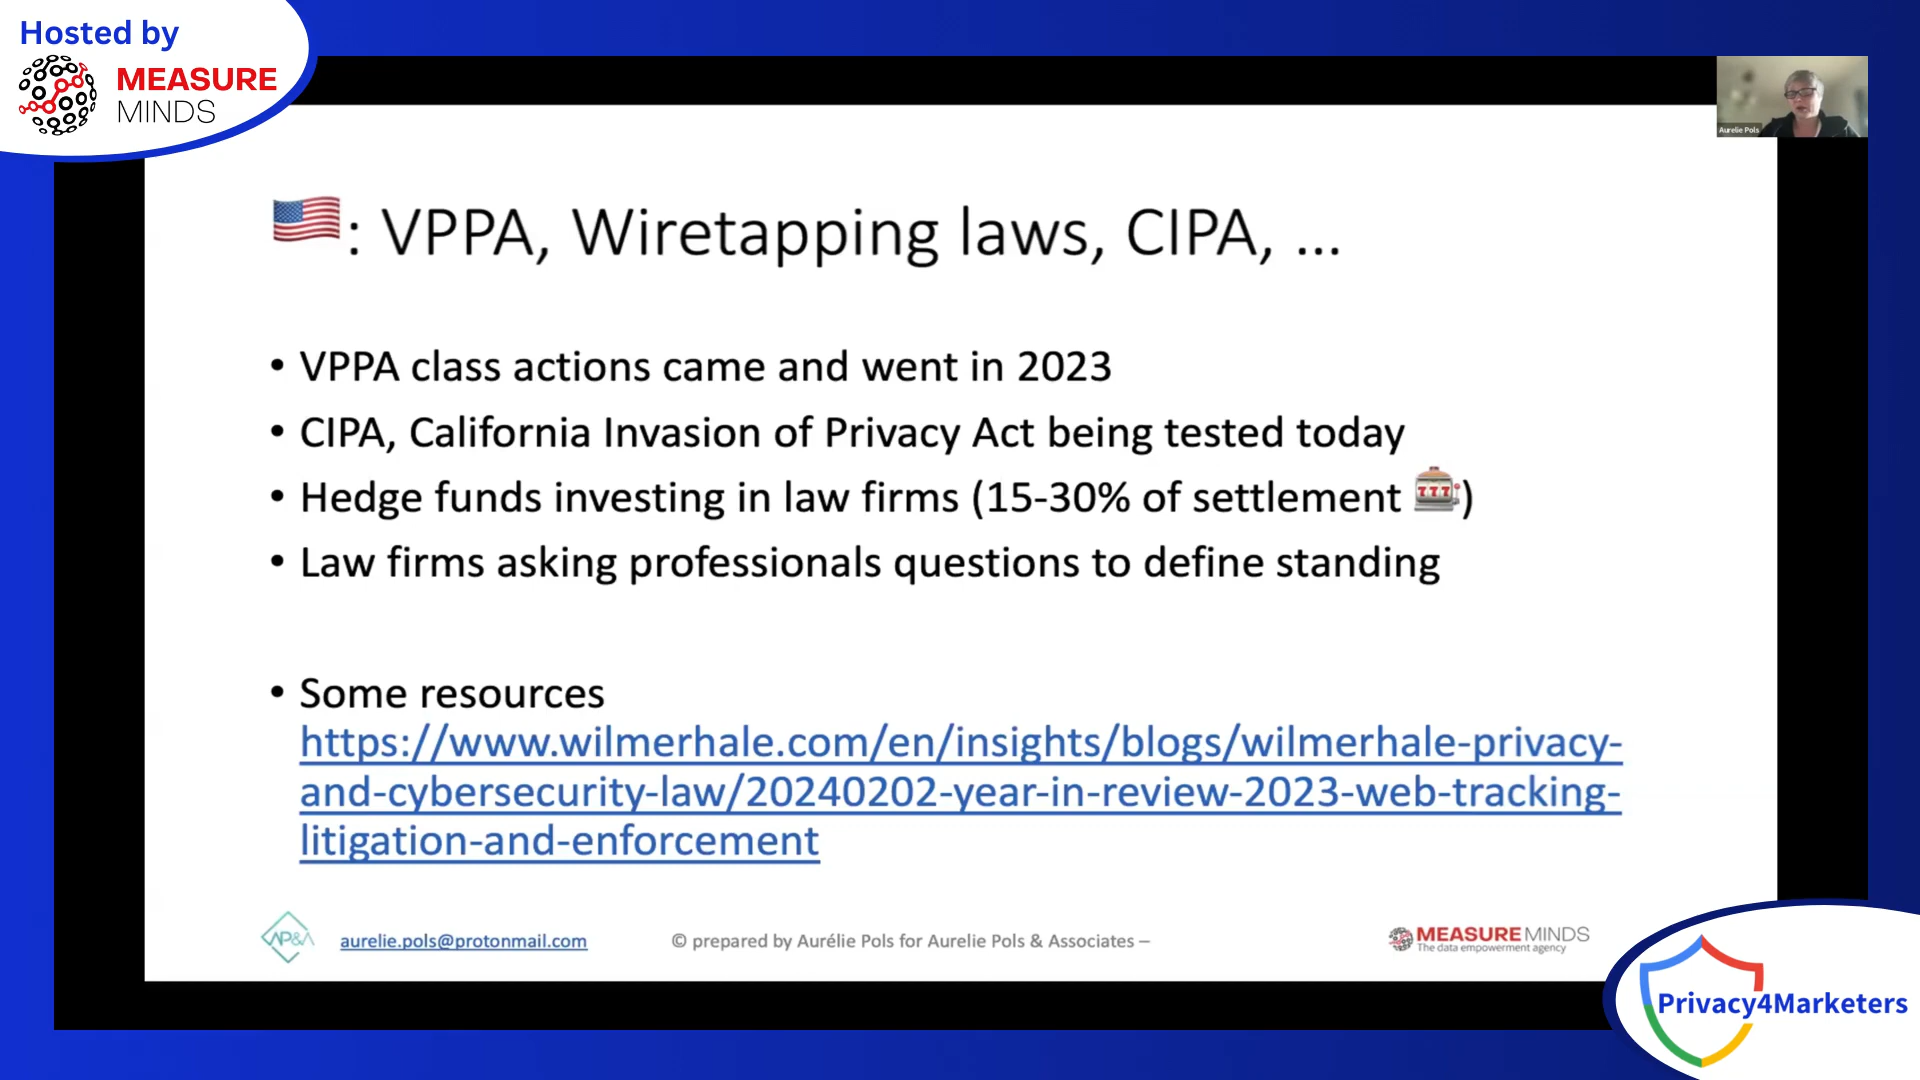 Hosted by
MEASURE
MINDS
Aurelie Pols
: VPPA, Wiretapping laws, CIPA, ...
• VPPA class actions came and went in 2023
• CIPA, California Invasion of Privacy Act being tested today
• Hedge funds investing in law firms (15-30% of settlement 🎰)
• Law firms asking professionals questions to define standing
• Some resources
https://www.wilmerhale.com/en/insights/blogs/wilmerhale-privacy-
and-cybersecurity-law/20240202-year-in-review-2023-web-tracking-
litigation-and-enforcement
AP&A
aurelie.pols@protonmail.com
© prepared by Aurélie Pols for Aurelie Pols & Associates –
MEASURE MINDS
The data empowerment agency
Privacy4Marketers